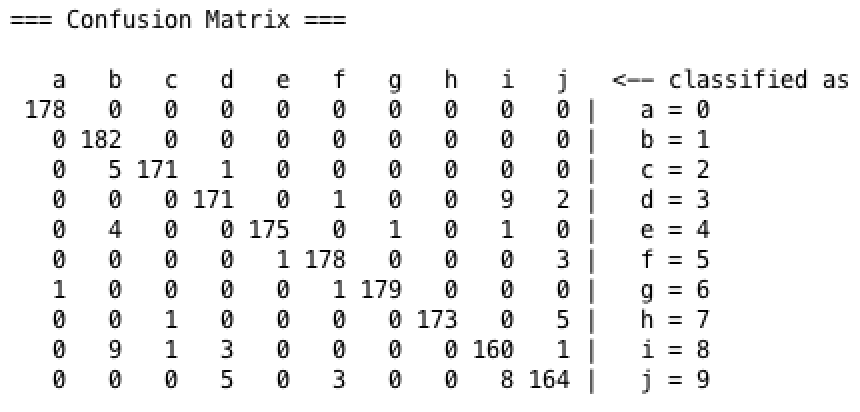 === Confusion Matrix ===
   a   b   c   d   e   f   g   h   i   j   <-- classified as
 178   0   0   0   0   0   0   0   0   0 |   a = 0
   0 182   0   0   0   0   0   0   0   0 |   b = 1
   0   5 171   1   0   0   0   0   0   0 |   c = 2
   0   0   0 171   0   1   0   0   9   2 |   d = 3
   0   4   0   0 175   0   1   0   1   0 |   e = 4
   0   0   0   0   1 178   0   0   0   3 |   f = 5
   1   0   0   0   0   1 179   0   0   0 |   g = 6
   0   0   1   0   0   0   0 173   0   5 |   h = 7
   0   9   1   3   0   0   0   0 160   1 |   i = 8
   0   0   0   5   0   3   0   0   8 164 |   j = 9